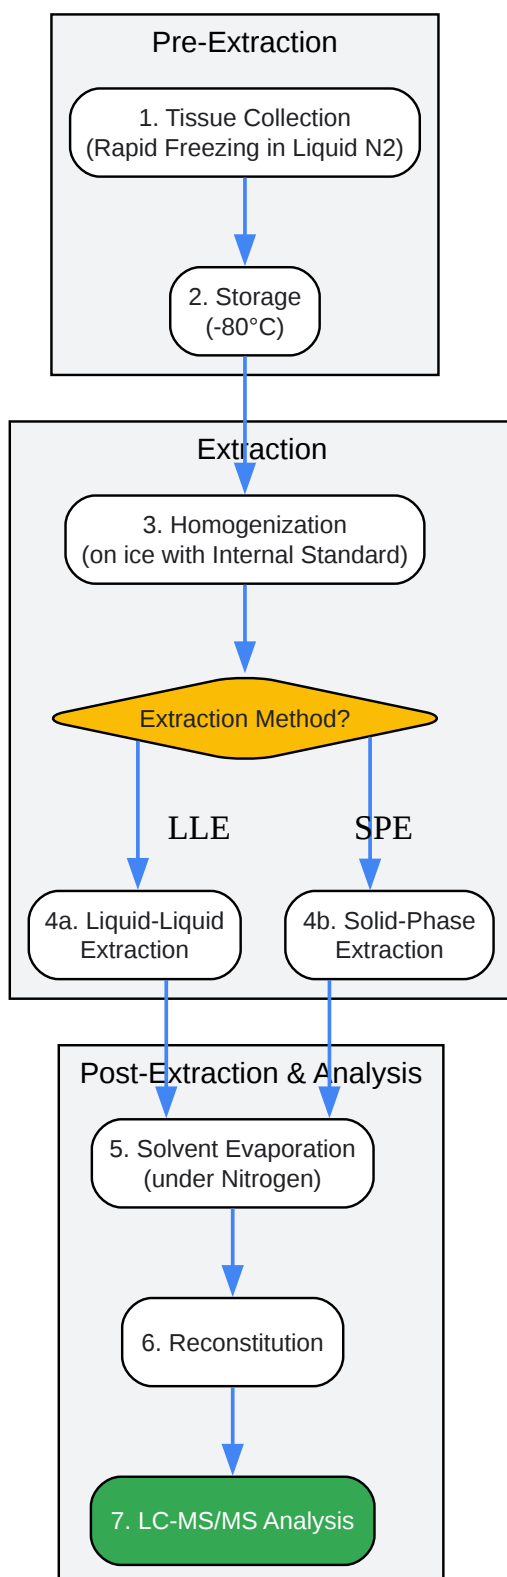 Pre-Extraction
1. Tissue Collection
(Rapid Freezing in Liquid N2)
2. Storage
(-80°C)
Extraction
3. Homogenization
(on ice with Internal Standard)
Extraction Method?
LLE
SPE
4a. Liquid-Liquid
Extraction
4b. Solid-Phase
Extraction
Post-Extraction & Analysis
5. Solvent Evaporation
(under Nitrogen)
6. Reconstitution
7. LC-MS/MS Analysis